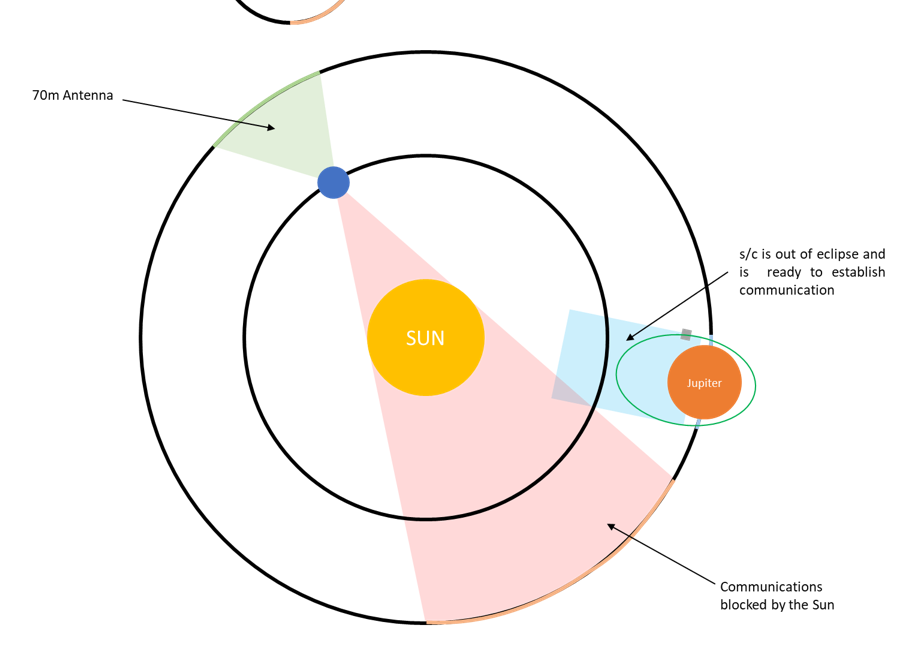 70m Antenna
s/c is out of eclipse and
is ready to establish
communication
SUN
Jupiter
Communications
blocked by the Sun